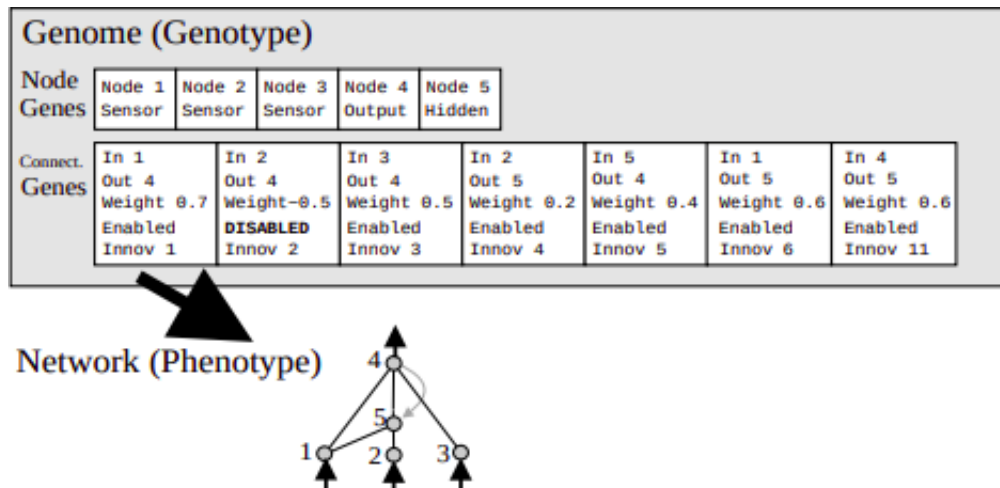 Genome (Genotype)
Node Genes
Node 1 Sensor
Node 2 Sensor
Node 3 Sensor
Node 4 Output
Node 5 Hidden
Connect. Genes
In 1
Out 4
Weight 0.7
Enabled
Innov 1
In 2
Out 4
Weight-0.5
DISABLED
Innov 2
In 3
Out 4
Weight 0.5
Enabled
Innov 3
In 2
Out 5
Weight 0.2
Enabled
Innov 4
In 5
Out 4
Weight 0.4
Enabled
Innov 5
In 1
Out 5
Weight 0.6
Enabled
Innov 6
In 4
Out 5
Weight 0.6
Enabled
Innov 11
Network (Phenotype)
4
5
1
2
3